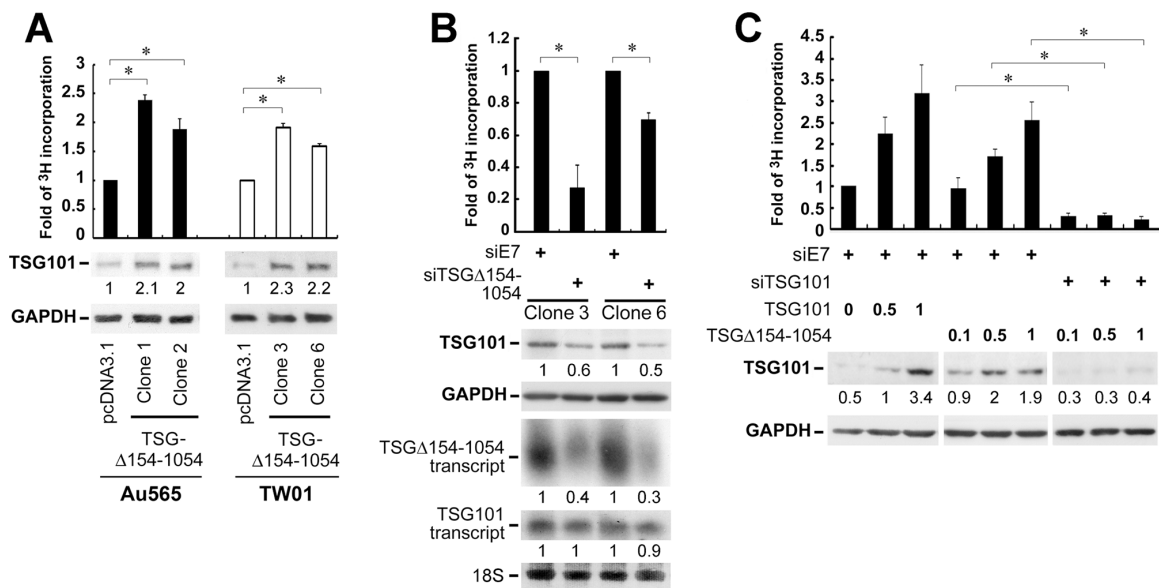 A
Fold of ³H incorporation
3
2.5
2
1.5
1
0.5
0
*
*
*
*
TSG101
1 2.1 2 1 2.3 2.2
GAPDH
pcDNA3.1 Clone 1 Clone 2 pcDNA3.1 Clone 3 Clone 6
TSG- TSG-
Δ154-1054 Δ154-1054
Au565 TW01
B
Fold of ³H incorporation
1.2
1
0.8
0.6
0.4
0.2
0
* *
siE7 + +
siTSGΔ154- + +
1054
Clone 3 Clone 6
TSG101
1 0.6 1 0.5
GAPDH
TSGΔ154-1054
transcript
1 0.4 1 0.3
TSG101
transcript
1 1 1 0.9
18S
C
Fold of ³H incorporation
4.5
4
3.5
3
2.5
2
1.5
1
0.5
0
*
*
*
siE7 + + + + + +
siTSG101 + + +
TSG101 0 0.5 1
TSGΔ154-1054 0.1 0.5 1 0.1 0.5 1
TSG101
0.5 1 3.4 0.9 2 1.9 0.3 0.3 0.4
GAPDH